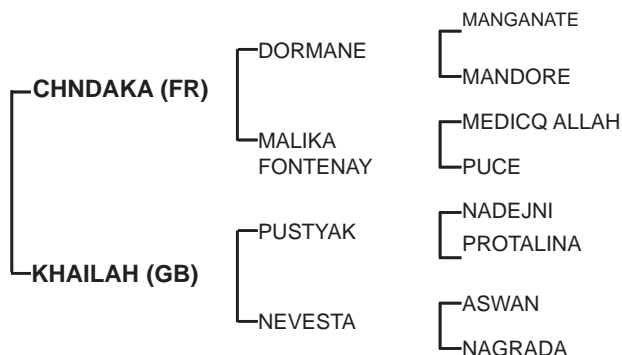 MANGANATE
DORMANE
MANDORE
CHNDAKA (FR)
MEDICQ ALLAH
MALIKA
FONTENAY
PUCE
NADEJNI
PUSTYAK
PROTALINA
KHAILAH (GB)
ASWAN
NEVESTA
NAGRADA